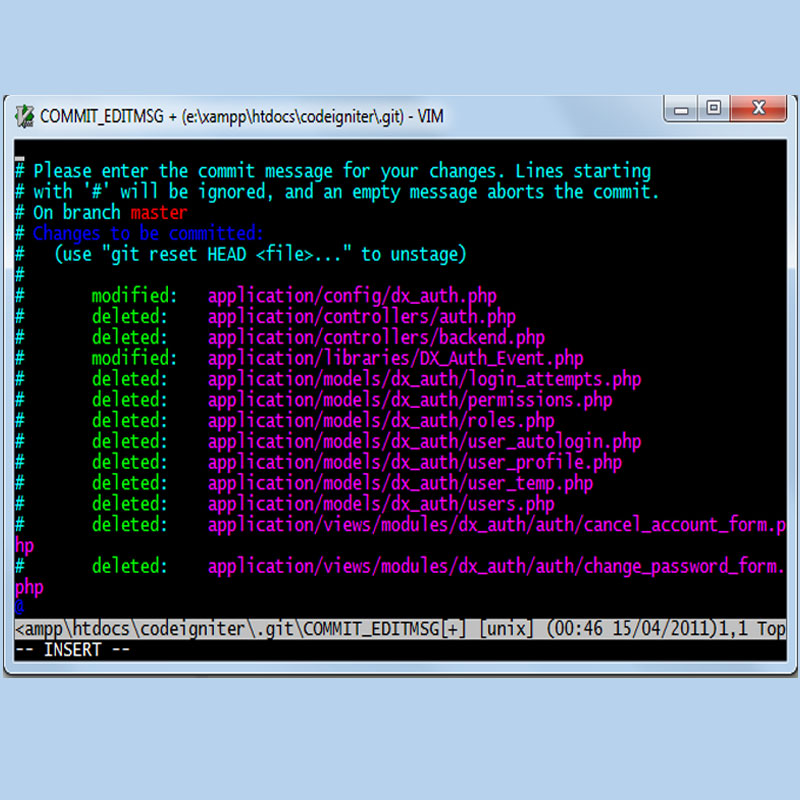 COMMIT_EDITMSG + (e:\xampp\htdocs\codeigniter\.git) - VIM
# Please enter the commit message for your changes. Lines starting
# with '#' will be ignored, and an empty message aborts the commit.
# On branch master
# Changes to be committed:
#   (use "git reset HEAD <file>..." to unstage)
#
#       modified:   application/config/dx_auth.php
#       deleted:    application/controllers/auth.php
#       deleted:    application/controllers/backend.php
#       modified:   application/libraries/DX_Auth_Event.php
#       deleted:    application/models/dx_auth/login_attempts.php
#       deleted:    application/models/dx_auth/permissions.php
#       deleted:    application/models/dx_auth/roles.php
#       deleted:    application/models/dx_auth/user_autologin.php
#       deleted:    application/models/dx_auth/user_profile.php
#       deleted:    application/models/dx_auth/user_temp.php
#       deleted:    application/models/dx_auth/users.php
#       deleted:    application/views/modules/dx_auth/auth/cancel_account_form.p
hp
#       deleted:    application/views/modules/dx_auth/auth/change_password_form.
php
@
<ampp\htdocs\codeigniter\.git\COMMIT_EDITMSG[+] [unix] (00:46 15/04/2011)1,1 Top
-- INSERT --